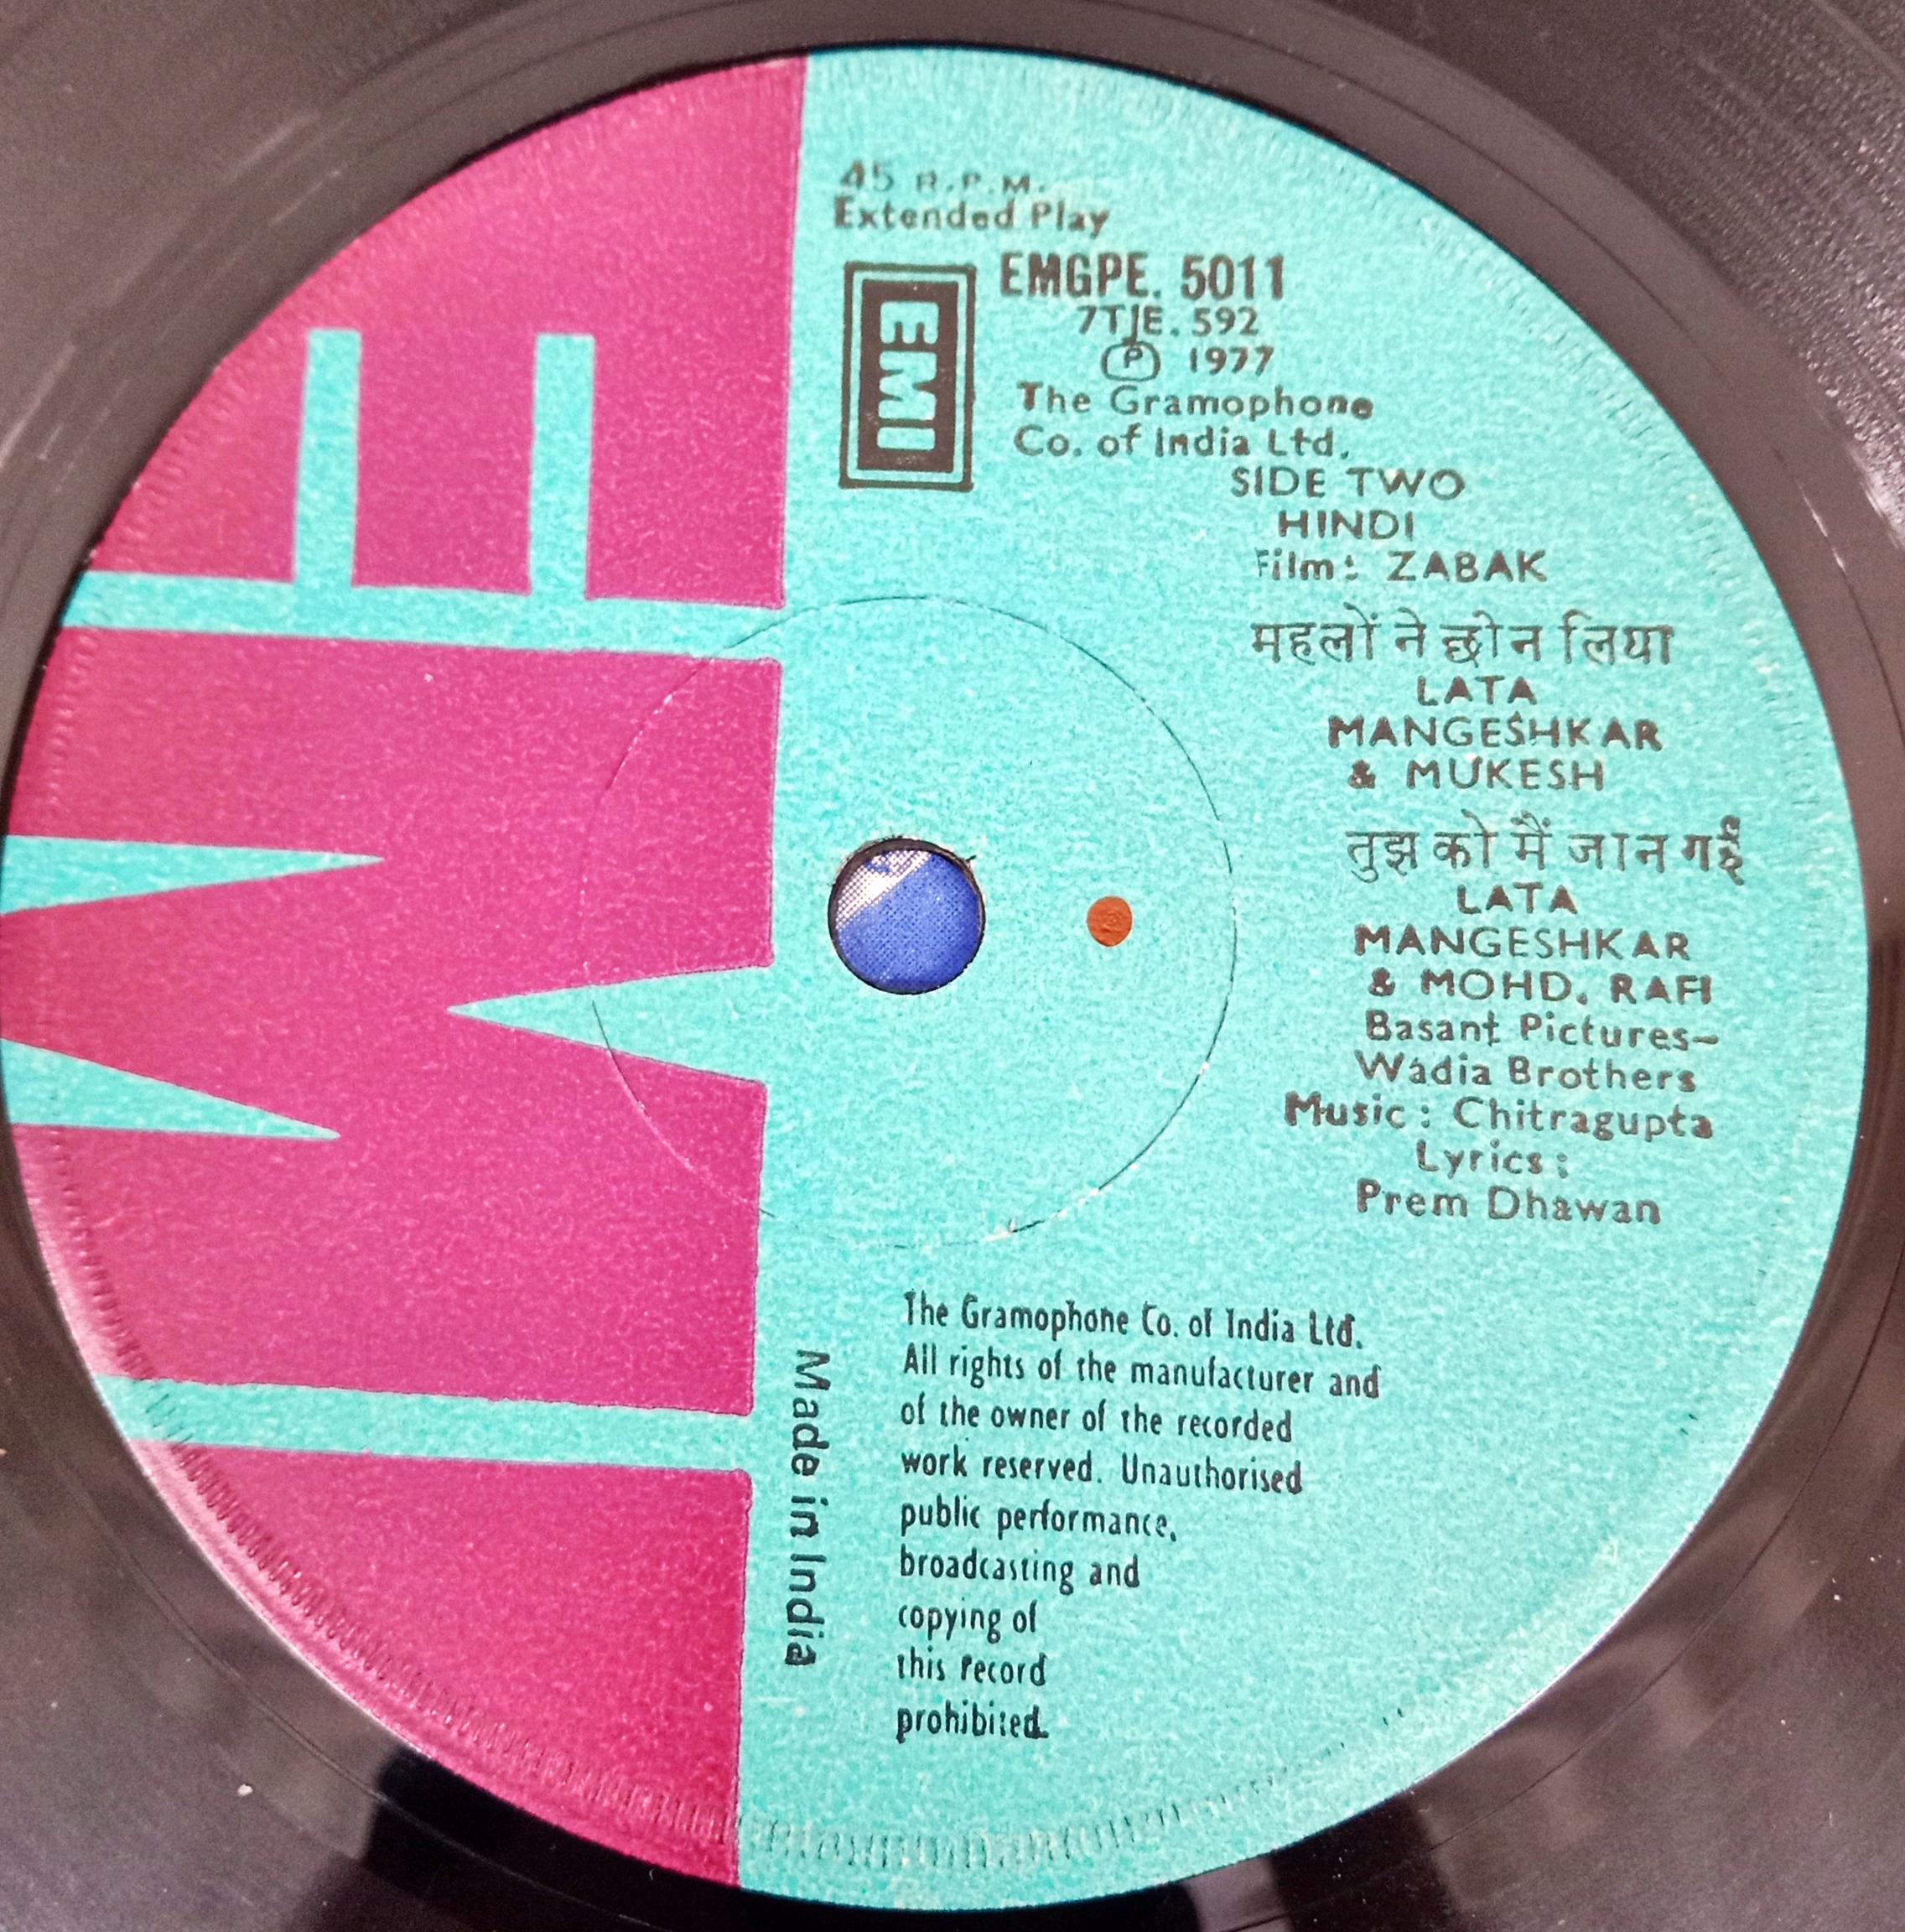 45 R.P.M.
Extended Play
EMI
EMGPE. 5011
7TJE. 592
Ⓟ 1977
The Gramophone
Co. of India Ltd.
SIDE TWO
HINDI
Film: ZABAK
महलों ने छीन लिया
LATA
MANGESHKAR
& MUKESH
तुझ को मैं जान गई
LATA
MANGESHKAR
& MOHD. RAFI
Basant Pictures-
Wadia Brothers
Music: Chitragupta
Lyrics:
Prem Dhawan
The Gramophone Co. of India Ltd.
All rights of the manufacturer and
of the owner of the recorded
work reserved. Unauthorised
public performance,
broadcasting and
copying of
this record
prohibited.
Made in India
EMI